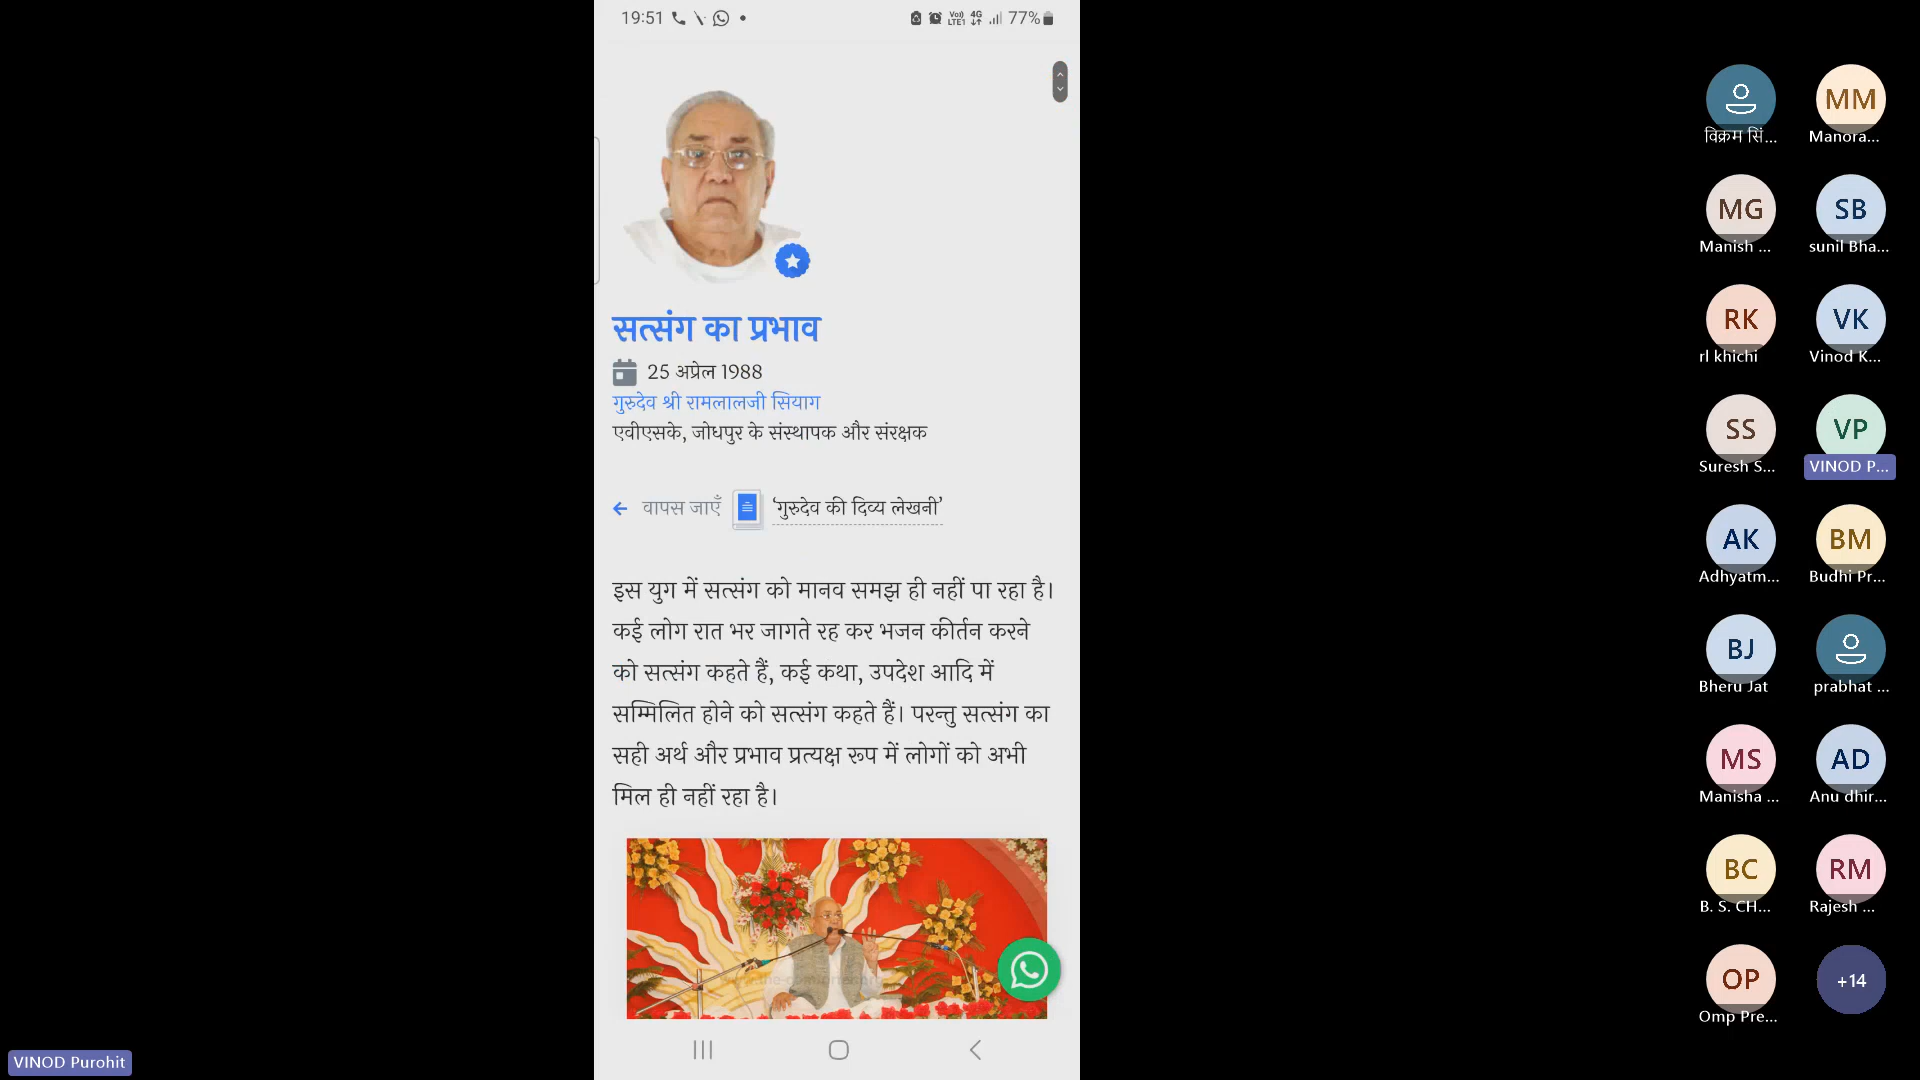 19:51
Vo))
LTE1
4G
77%
सत्संग का प्रभाव
25 अप्रेल 1988
गुरुदेव श्री रामलालजी सियाग
एवीएसके, जोधपुर के संस्थापक और संरक्षक
वापस जाएँ
‘गुरुदेव की दिव्य लेखनी’
इस युग में सत्संग को मानव समझ ही नहीं पा रहा है।
कई लोग रात भर जागते रह कर भजन कीर्तन करने
को सत्संग कहते हैं, कई कथा, उपदेश आदि में
सम्मिलित होने को सत्संग कहते हैं। परन्तु सत्संग का
सही अर्थ और प्रभाव प्रत्यक्ष रूप में लोगों को अभी
मिल ही नहीं रहा है।
VINOD Purohit
विक्रम सिं...
MM
Manora...
MG
Manish ...
SB
sunil Bha...
RK
rl khichi
VK
Vinod K...
SS
Suresh S...
VP
VINOD P...
AK
Adhyatm...
BM
Budhi Pr...
BJ
Bheru Jat
prabhat ...
MS
Manisha ...
AD
Anu dhir...
BC
B. S. CH...
RM
Rajesh ...
OP
Omp Pre...
+14